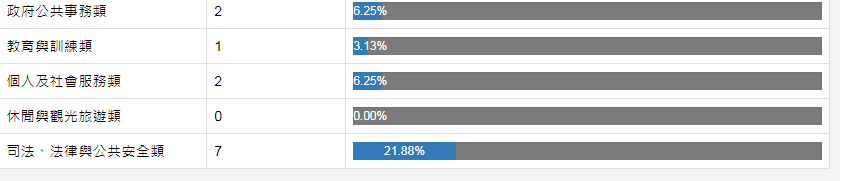 政府公共事務類 2 6.25%
教育與訓練類 1 3.13%
個人及社會服務類 2 6.25%
休閒與觀光旅遊類 0 0.00%
司法、法律與公共安全類 7 21.88%